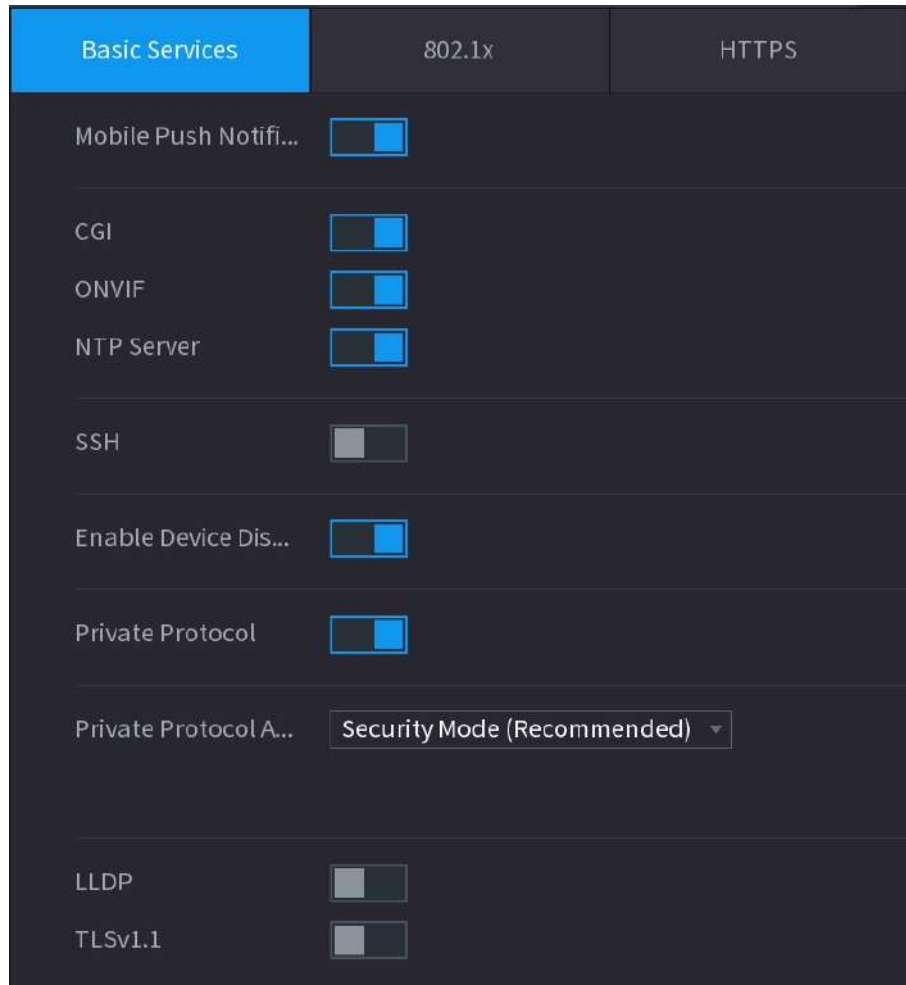 Basic Services 802.1x HTTPS
Mobile Push Notifi...
CGI
ONVIF
NTP Server
SSH
Enable Device Dis...
Private Protocol
Private Protocol A... Security Mode (Recommended)
LLDP
TLSv1.1